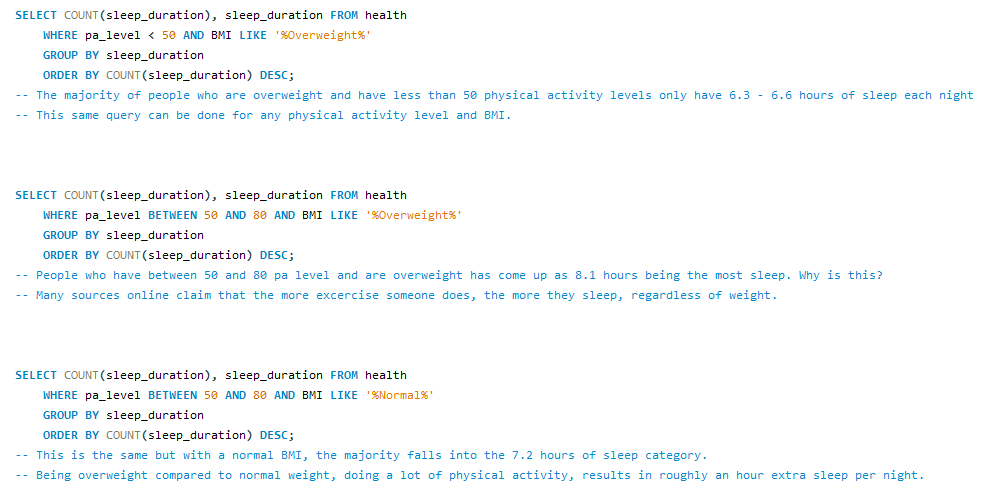 SELECT COUNT(sleep_duration), sleep_duration FROM health
WHERE pa_level < 50 AND BMI LIKE '%Overweight%'
GROUP BY sleep_duration
ORDER BY COUNT(sleep_duration) DESC;
-- The majority of people who are overweight and have less than 50 physical activity levels only have 6.3 - 6.6 hours of sleep each night
-- This same query can be done for any physical activity level and BMI.
SELECT COUNT(sleep_duration), sleep_duration FROM health
WHERE pa_level BETWEEN 50 AND 80 AND BMI LIKE '%Overweight%'
GROUP BY sleep_duration
ORDER BY COUNT(sleep_duration) DESC;
-- People who have between 50 and 80 pa level and are overweight has come up as 8.1 hours being the most sleep. Why is this?
-- Many sources online claim that the more excercise someone does, the more they sleep, regardless of weight.
SELECT COUNT(sleep_duration), sleep_duration FROM health
WHERE pa_level BETWEEN 50 AND 80 AND BMI LIKE '%Normal%'
GROUP BY sleep_duration
ORDER BY COUNT(sleep_duration) DESC;
-- This is the same but with a normal BMI, the majority falls into the 7.2 hours of sleep category.
-- Being overweight compared to normal weight, doing a lot of physical activity, results in roughly an hour extra sleep per night.